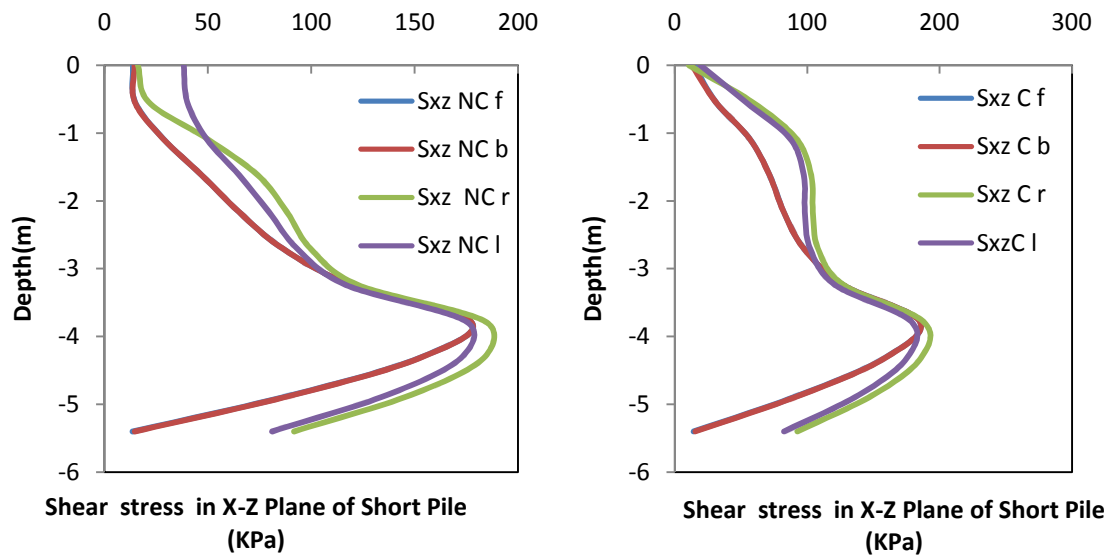 0 50 100 150 200
0
-1
-2
-3
-4
-5
-6
Depth(m)
Sxz NC f
Sxz NC b
Sxz NC r
Sxz NC l
Shear stress in X-Z Plane of Short Pile
(KPa)
0 100 200 300
0
-1
-2
-3
-4
-5
-6
Depth(m)
Sxz C f
Sxz C b
Sxz C r
SxzC l
Shear stress in X-Z Plane of Short Pile
(KPa)